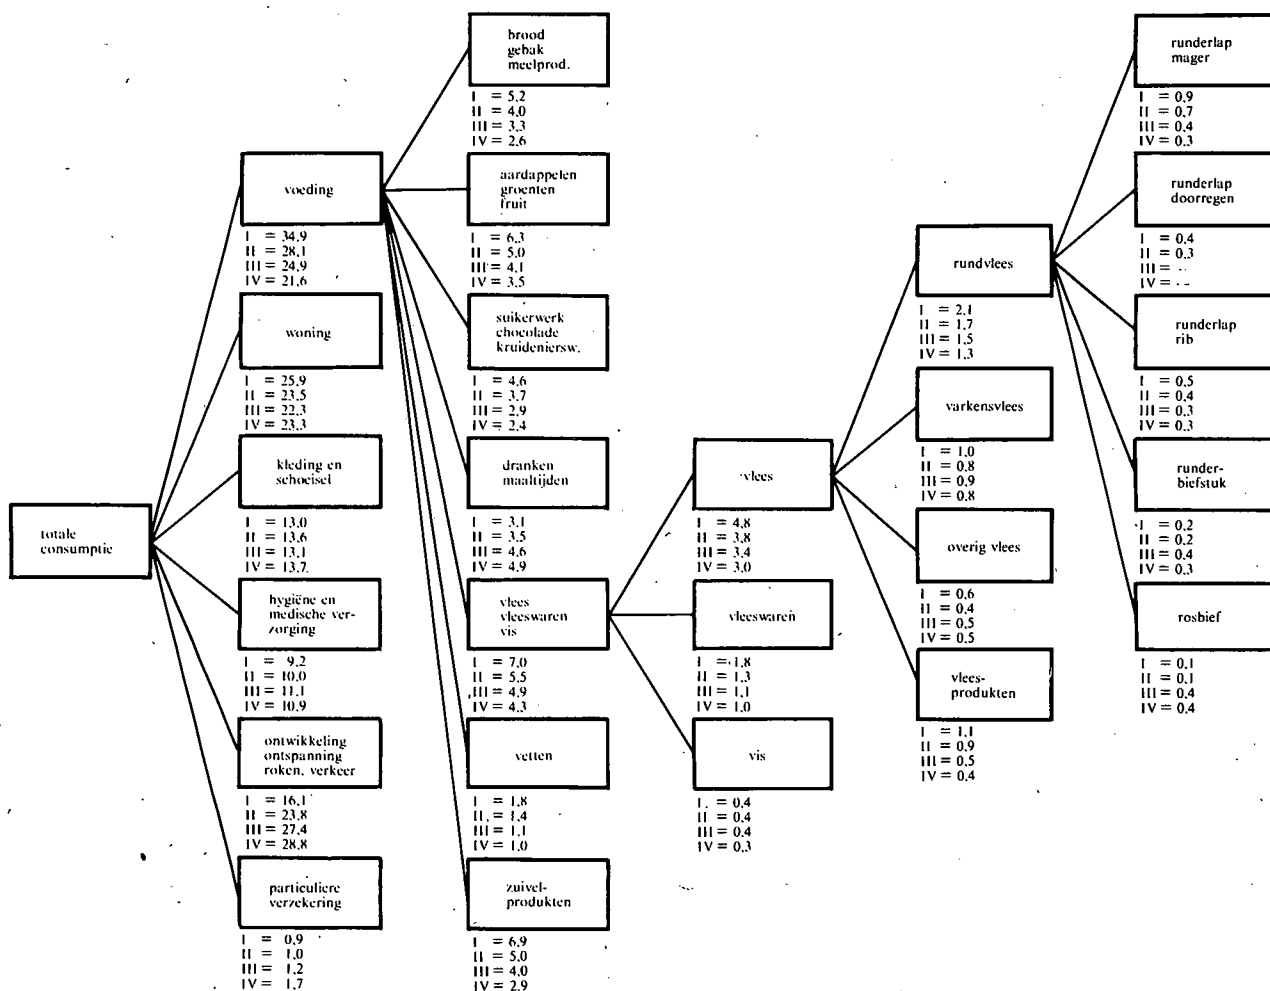 totale
consumptie
voeding
I = 34,9
II = 28,1
III = 24,9
IV = 21,6
woning
I = 25,9
II = 23,5
III = 22,3
IV = 23,3
kleding en
schoeisel
I = 13,0
II = 13,6
III = 13,1
IV = 13,7
hygiëne en
medische ver-
zorging
I = 9,2
II = 10,0
III = 11,1
IV = 10,9
ontwikkeling
ontspanning
roken, verkeer
I = 16,1
II = 23,8
III = 27,4
IV = 28,8
particuliere
verzekering
I = 0,9
II = 1,0
III = 1,2
IV = 1,7
brood
gebak
meelprod.
I = 5,2
II = 4,0
III = 3,3
IV = 2,6
aardappelen
groenten
fruit
I = 6,3
II = 5,0
III = 4,1
IV = 3,5
suikerwerk
chocolade
kruideniersw.
I = 4,6
II = 3,7
III = 2,9
IV = 2,4
dranken
maaltijden
I = 3,1
II = 3,5
III = 4,6
IV = 4,9
vlees
vleeswaren
vis
I = 7,0
II = 5,5
III = 4,9
IV = 4,3
vetten
I = 1,8
II = 1,4
III = 1,1
IV = 1,0
zuivel-
produkten
I = 6,9
II = 5,0
III = 4,0
IV = 2,9
vlees
I = 4,8
II = 3,8
III = 3,4
IV = 3,0
vleeswaren
I = 1,8
II = 1,3
III = 1,1
IV = 1,0
vis
I = 0,4
II = 0,4
III = 0,4
IV = 0,3
rundvlees
I = 2,1
II = 1,7
III = 1,5
IV = 1,3
varkensvlees
I = 1,0
II = 0,8
III = 0,9
IV = 0,8
overig vlees
I = 0,6
II = 0,4
III = 0,5
IV = 0,5
vlees-
produkten
I = 1,1
II = 0,9
III = 0,5
IV = 0,4
runderlap
mager
I = 0,9
II = 0,7
III = 0,4
IV = 0,3
runderlap
doorregen
I = 0,4
II = 0,3
III = --
IV = --
runderlap
rib
I = 0,5
II = 0,4
III = 0,3
IV = 0,3
runder-
biefstuk
I = 0,2
II = 0,2
III = 0,4
IV = 0,3
rosbief
I = 0,1
II = 0,1
III = 0,4
IV = 0,4